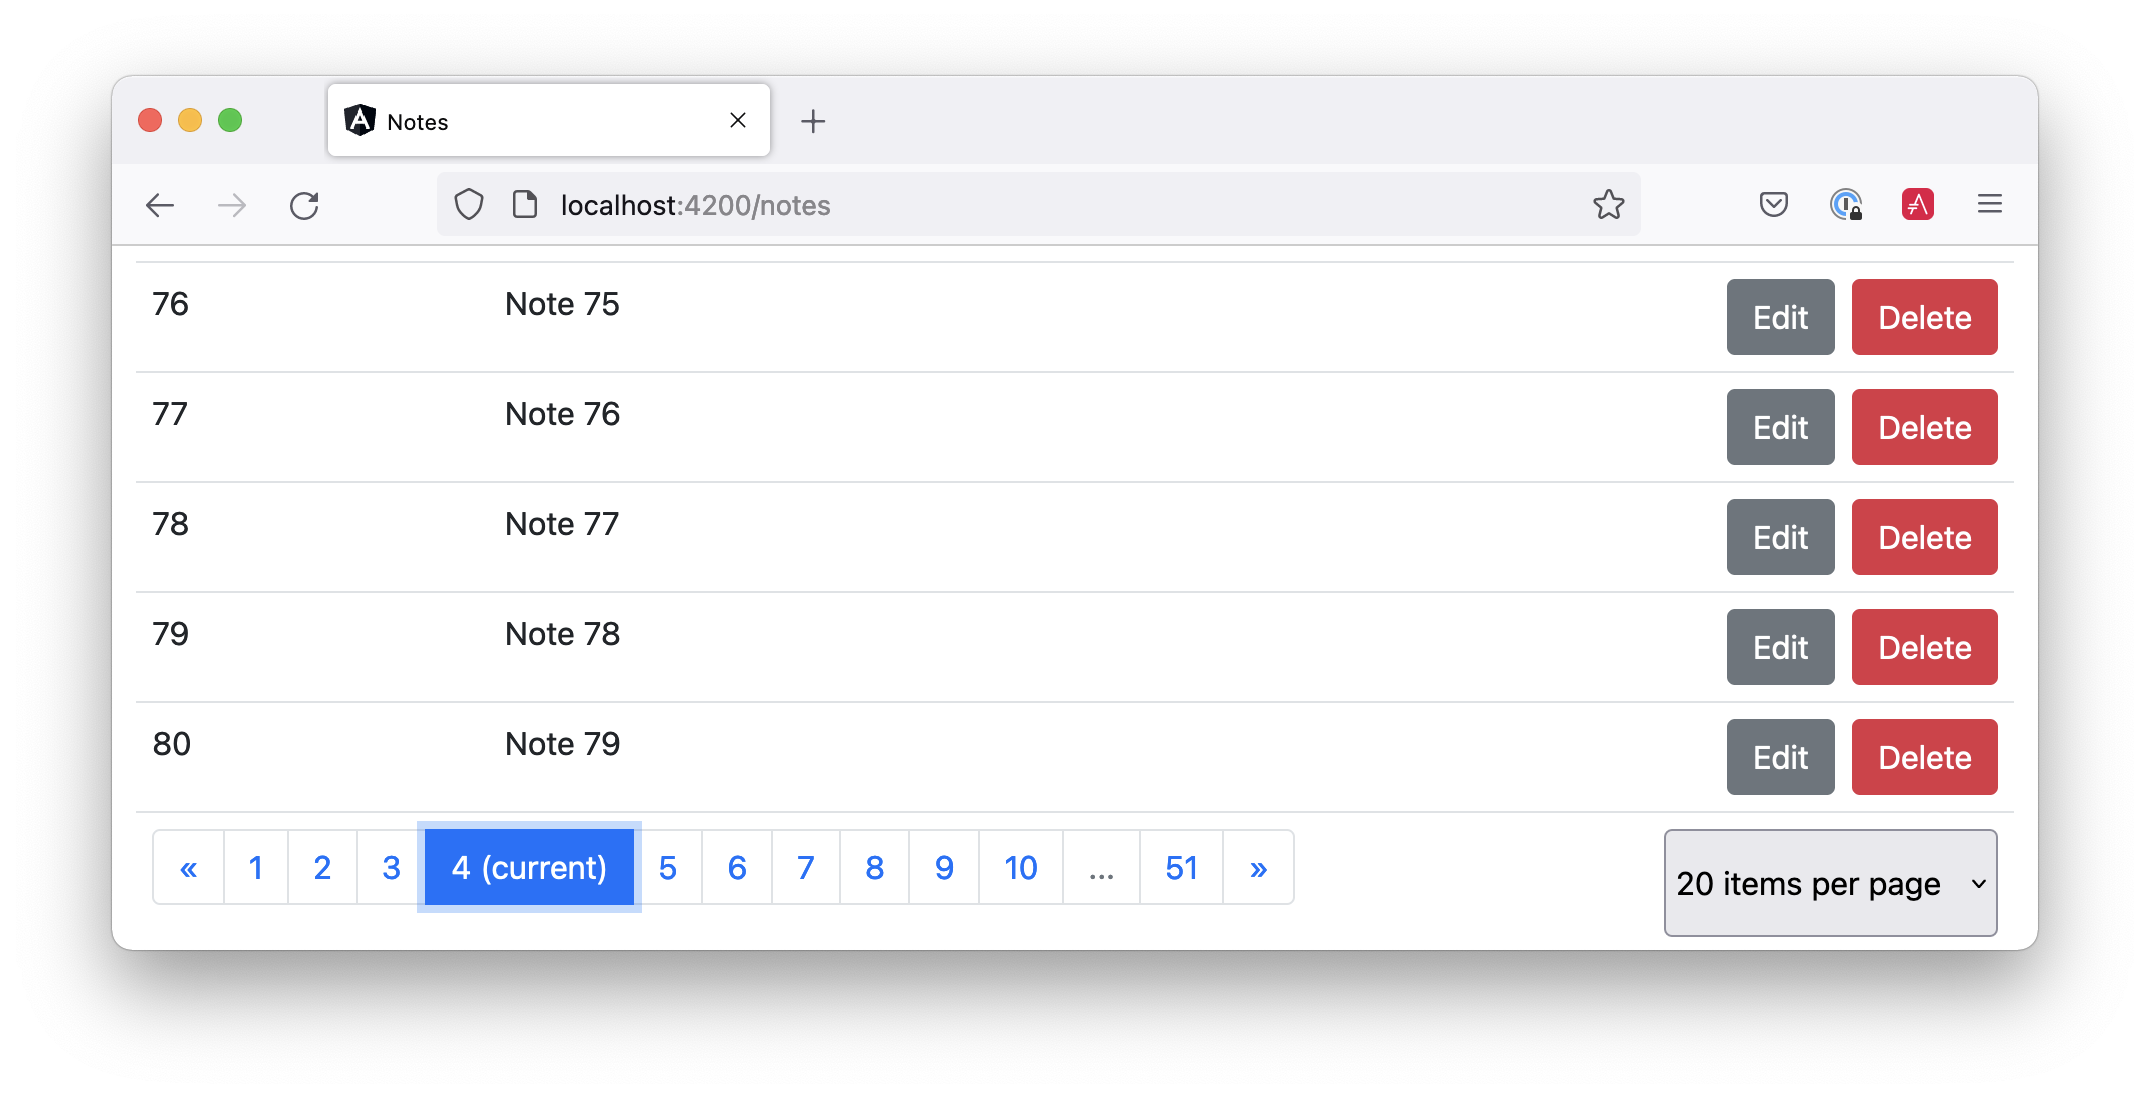 Notes
localhost:4200/notes
76 Note 75 Edit Delete
77 Note 76 Edit Delete
78 Note 77 Edit Delete
79 Note 78 Edit Delete
80 Note 79 Edit Delete
« 1 2 3 4 (current) 5 6 7 8 9 10 ... 51 » 20 items per page